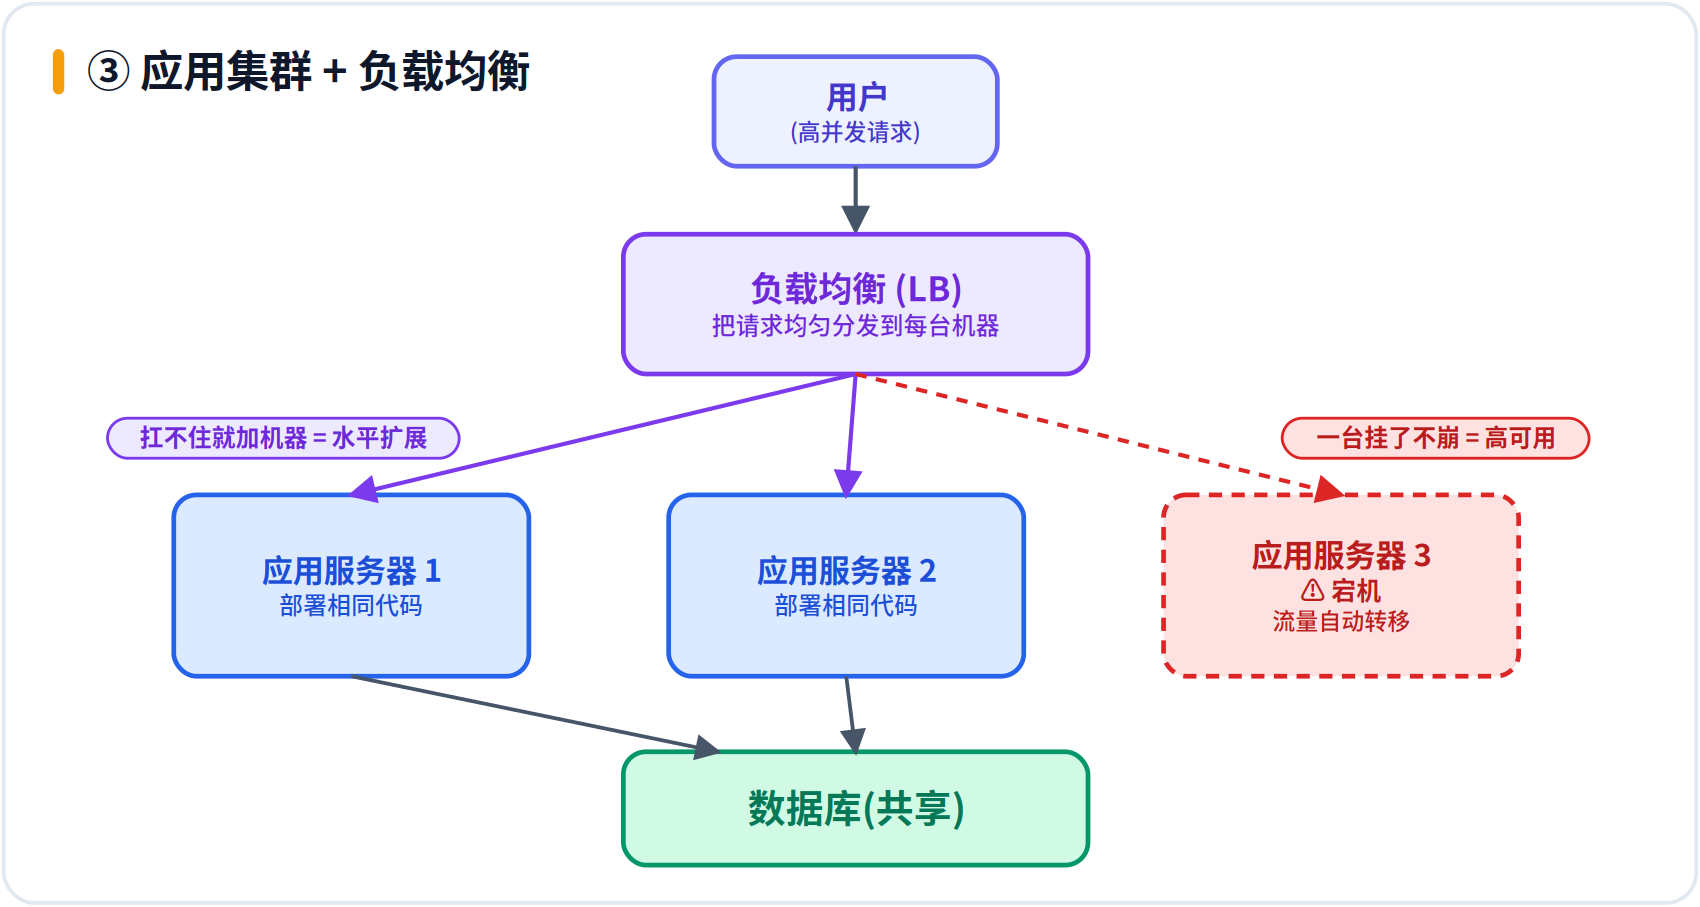 ③ 应用集群 + 负载均衡
用户
(高并发请求)
负载均衡 (LB)
把请求均匀分发到每台机器
扛不住就加机器 = 水平扩展
一台挂了不崩 = 高可用
应用服务器 1
部署相同代码
应用服务器 2
部署相同代码
应用服务器 3
⚠ 宕机
流量自动转移
数据库(共享)